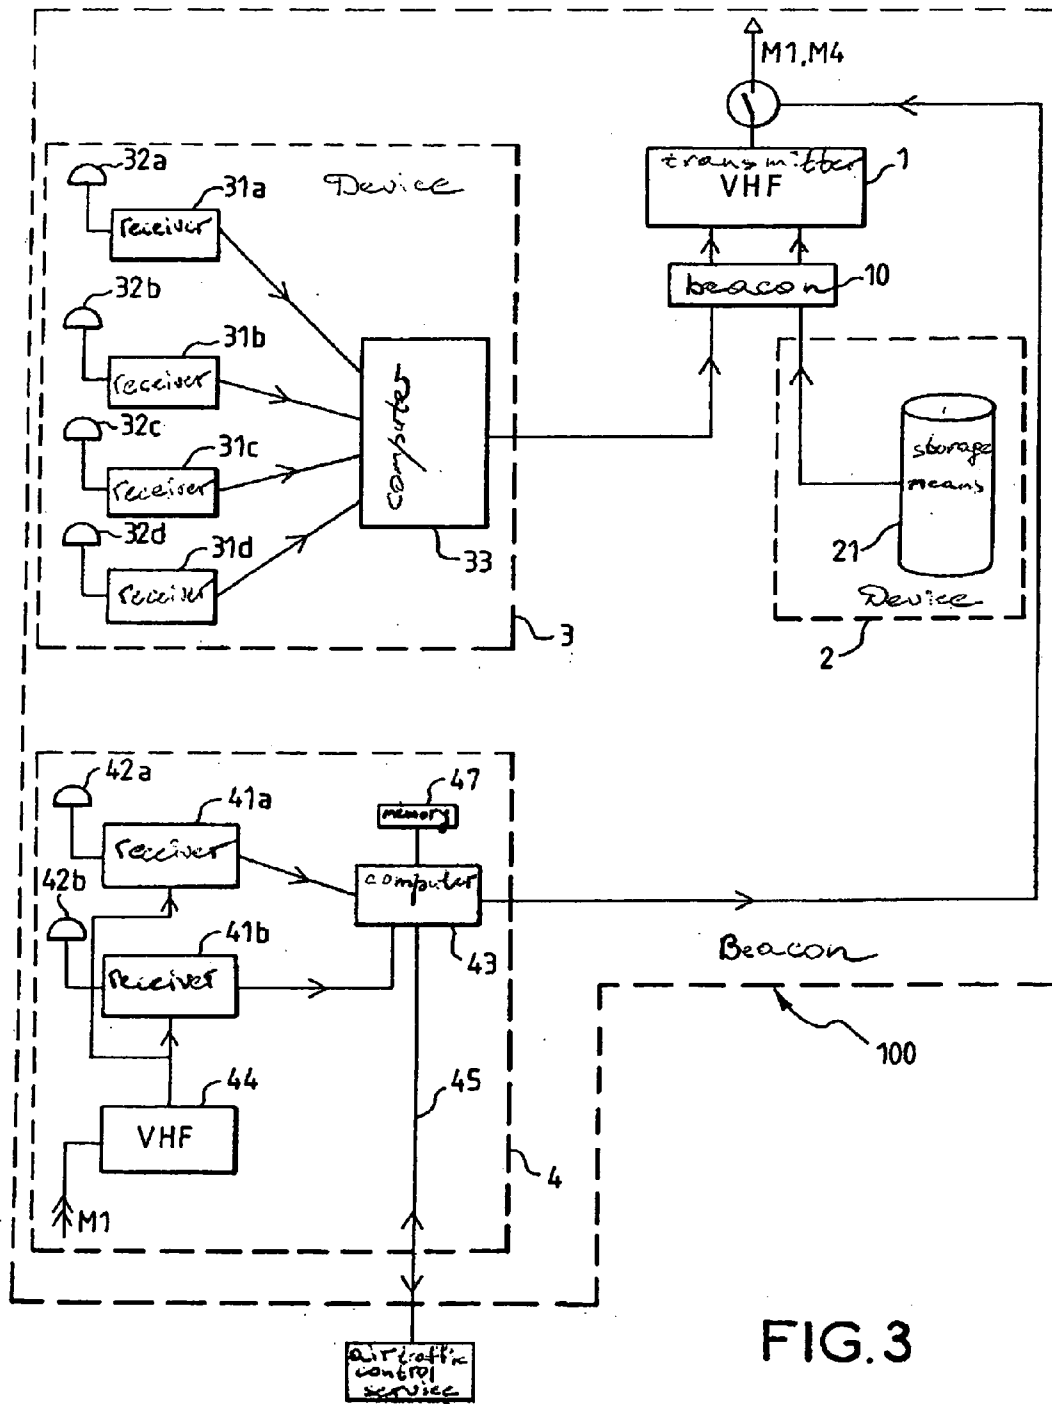 M1,M4
transmitter
VHF
1
beacon
10
32a
31a
Device
receiver
32b
31b
receiver
32c
31c
receiver
32d
31d
receiver
computer
33
3
storage
means
21
Device
2
42a
41a
receiver
47
memory
42b
41b
receiver
computer
43
Beacon
100
44
VHF
45
4
M1
air traffic
control
service
FIG.3